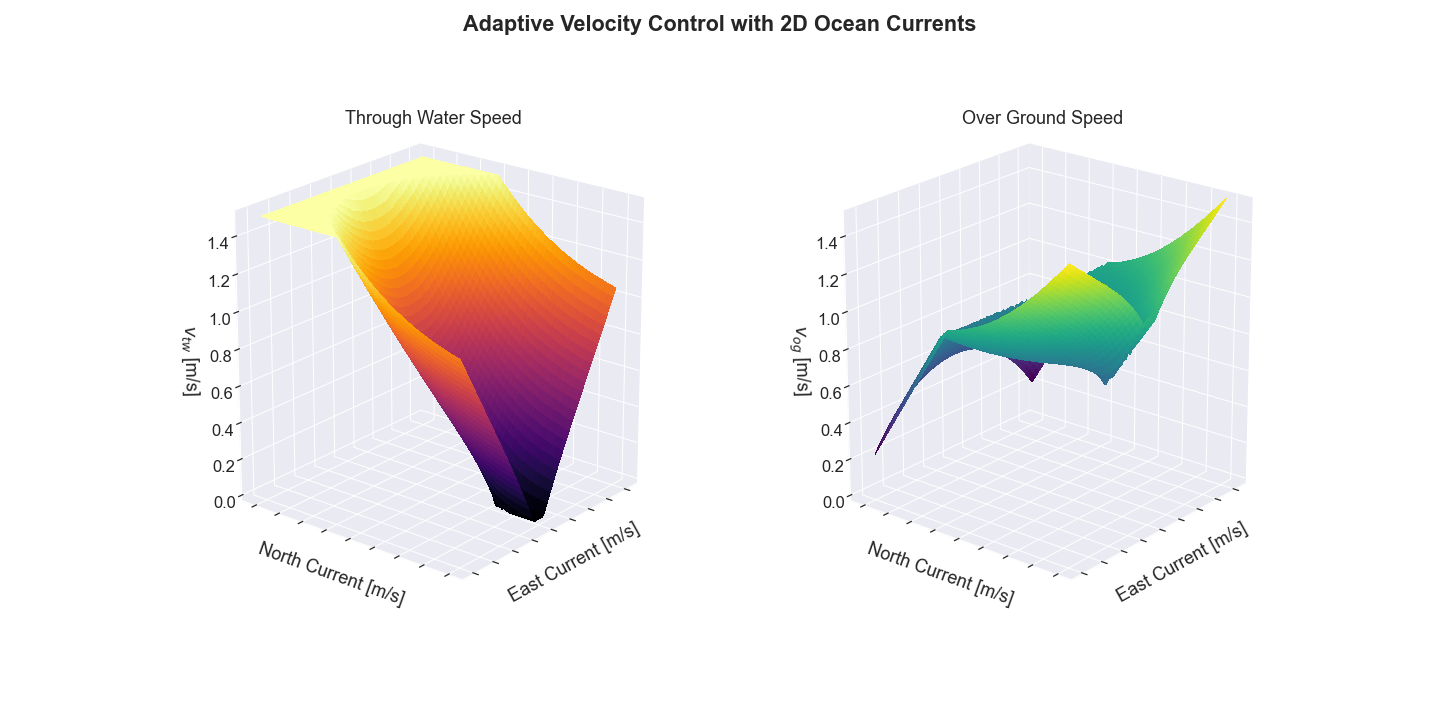 Adaptive Velocity Control with 2D Ocean Currents
Through Water Speed
1.4
1.2
1.0
0.8
0.6
0.4
0.2
0.0
v_tw [m/s]
North Current [m/s]
East Current [m/s]
Over Ground Speed
1.4
1.2
1.0
0.8
0.6
0.4
0.2
0.0
v_og [m/s]
North Current [m/s]
East Current [m/s]